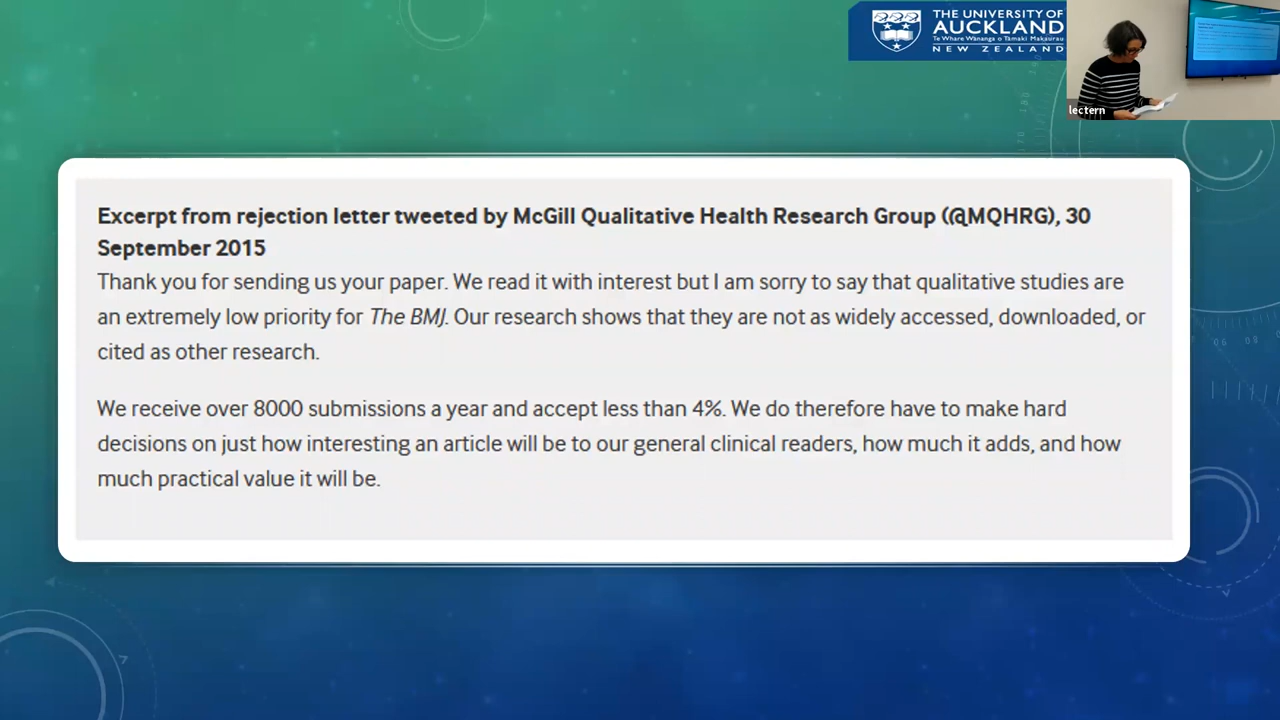 THE UNIVERSITY OF
AUCKLAND
Te Whare Wānanga o Tāmaki Makaurau
NEW ZEALAND
lectern
Excerpt from rejection letter tweeted by McGill Qualitative Health Research Group (@MQHRG), 30
September 2015
Thank you for sending us your paper. We read it with interest but I am sorry to say that qualitative studies are
an extremely low priority for The BMJ. Our research shows that they are not as widely accessed, downloaded, or
cited as other research.
We receive over 8000 submissions a year and accept less than 4%. We do therefore have to make hard
decisions on just how interesting an article will be to our general clinical readers, how much it adds, and how
much practical value it will be.